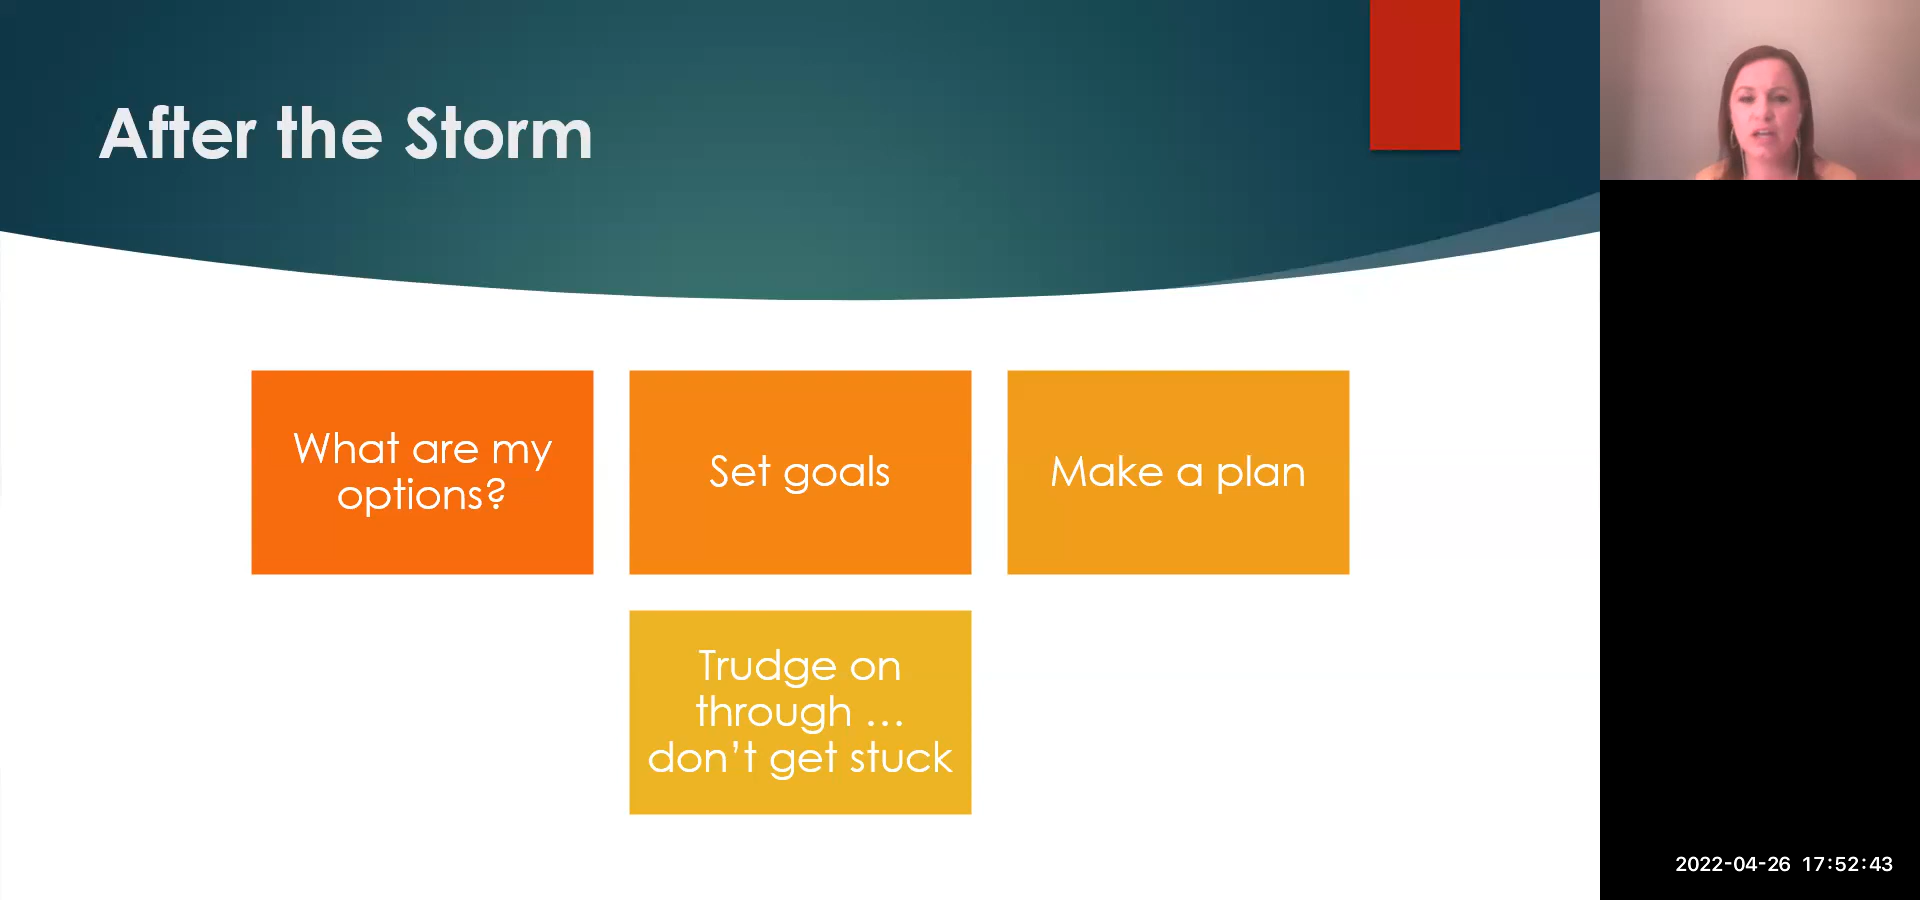 After the Storm
What are my
options?
Set goals
Make a plan
Trudge on
through …
don’t get stuck
2022-04-26 17:52:43